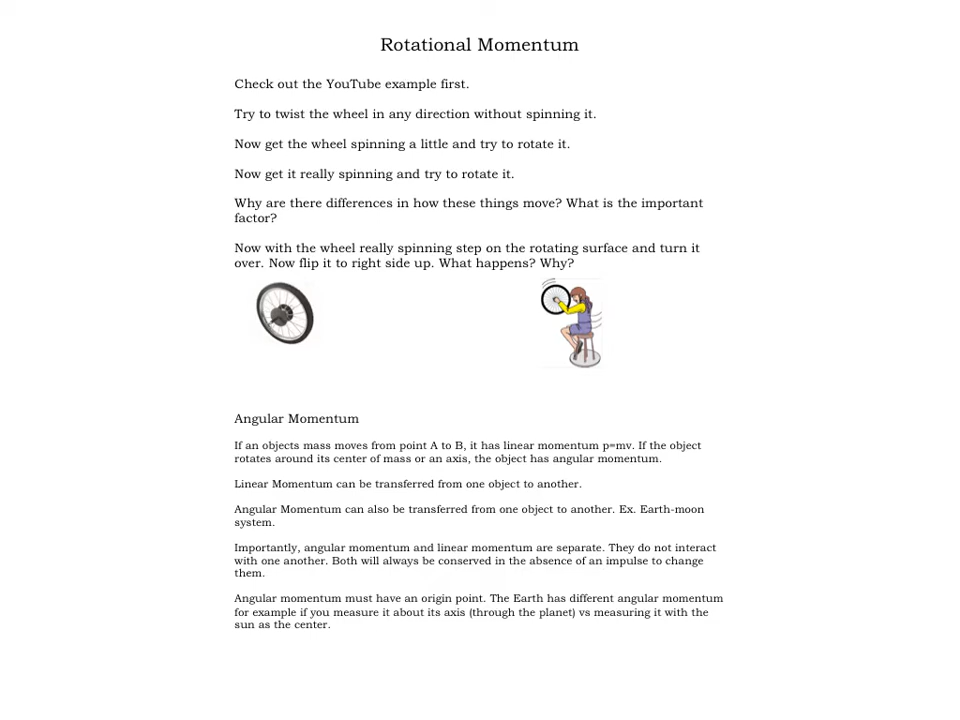 Rotational Momentum
Check out the YouTube example first.
Try to twist the wheel in any direction without spinning it.
Now get the wheel spinning a little and try to rotate it.
Now get it really spinning and try to rotate it.
Why are there differences in how these things move? What is the important
factor?
Now with the wheel really spinning step on the rotating surface and turn it
over. Now flip it to right side up. What happens? Why?
Angular Momentum
If an objects mass moves from point A to B, it has linear momentum p=mv. If the object
rotates around its center of mass or an axis, the object has angular momentum.
Linear Momentum can be transferred from one object to another.
Angular Momentum can also be transferred from one object to another. Ex. Earth-moon
system.
Importantly, angular momentum and linear momentum are separate. They do not interact
with one another. Both will always be conserved in the absence of an impulse to change
them.
Angular momentum must have an origin point. The Earth has different angular momentum
for example if you measure it about its axis (through the planet) vs measuring it with the
sun as the center.